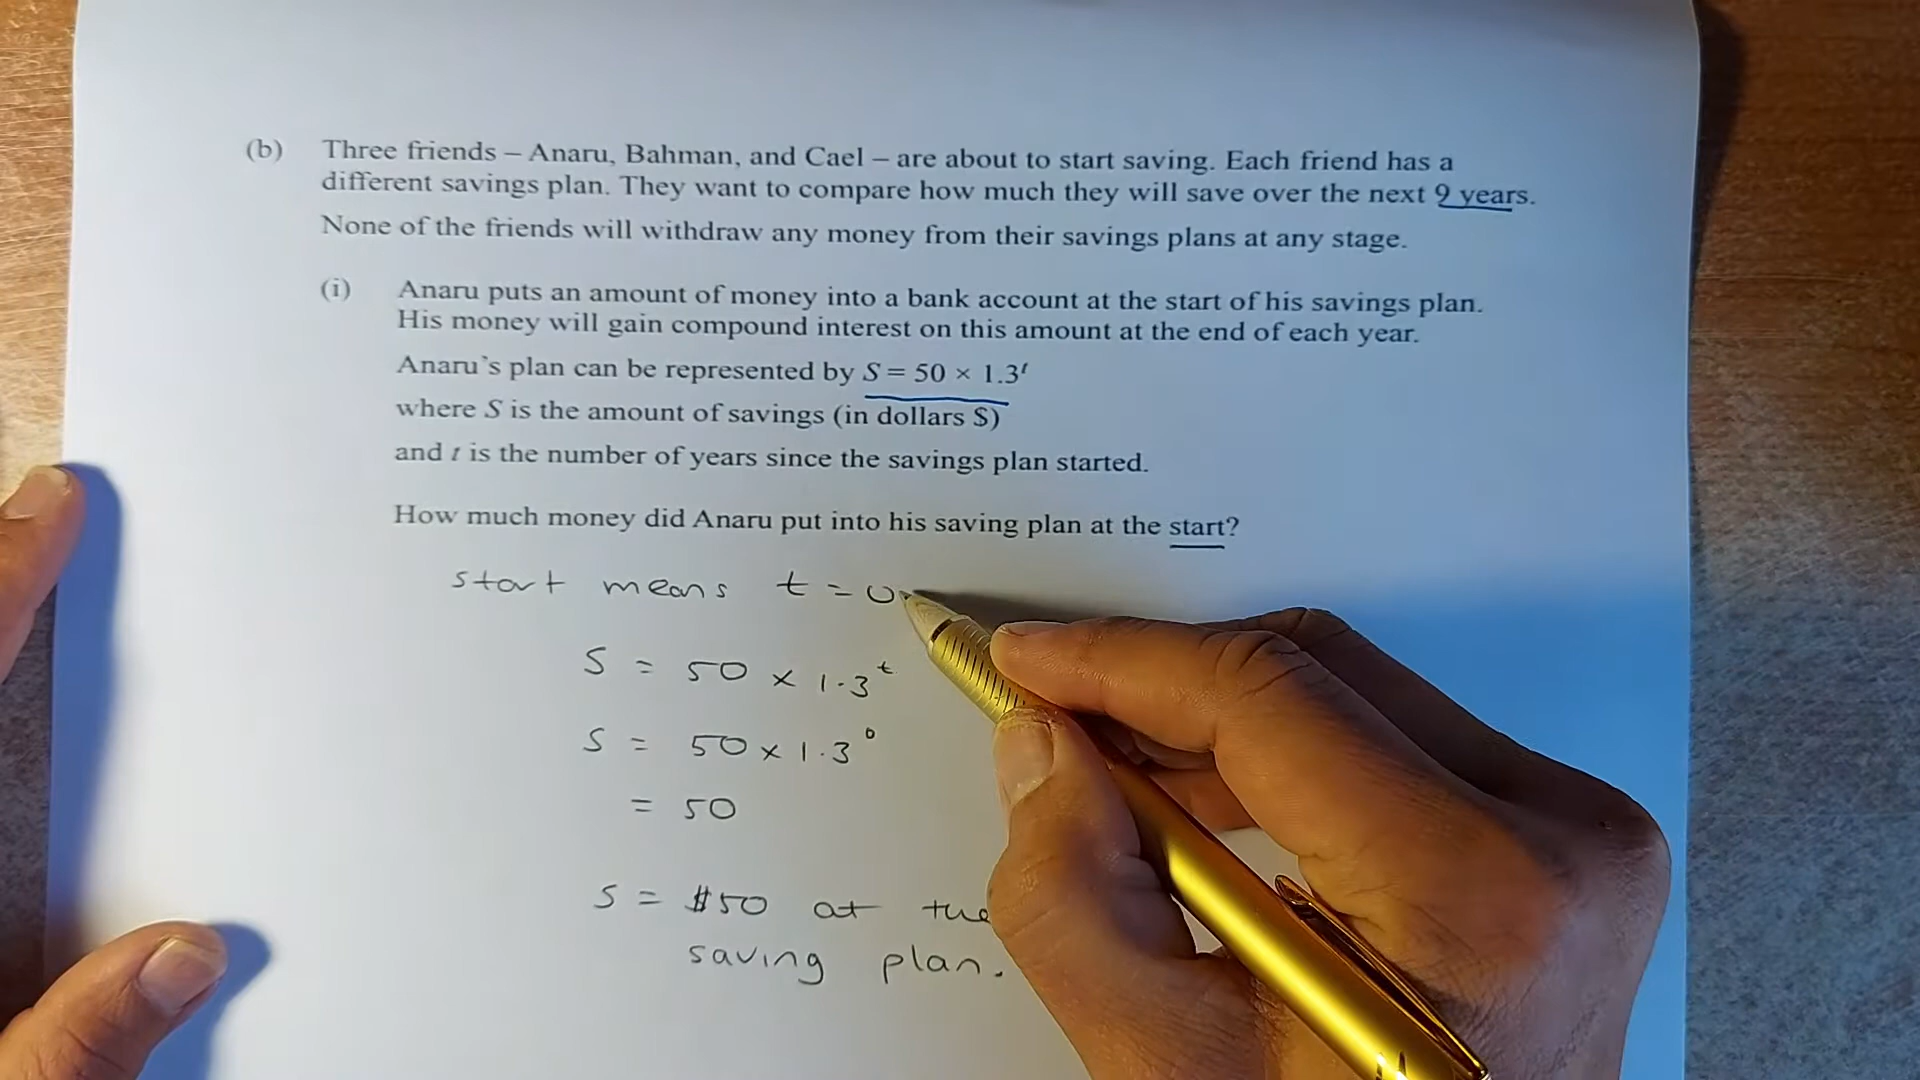 (b) Three friends – Anaru, Bahman, and Cael – are about to start saving. Each friend has a
different savings plan. They want to compare how much they will save over the next 9 years.
None of the friends will withdraw any money from their savings plans at any stage.
(i) Anaru puts an amount of money into a bank account at the start of his savings plan.
His money will gain compound interest on this amount at the end of each year.
Anaru's plan can be represented by S = 50 × 1.3ᵗ
where S is the amount of savings (in dollars $)
and t is the number of years since the savings plan started.
How much money did Anaru put into his saving plan at the start?
start means t = 0
S = 50 × 1.3ᵗ
S = 50 × 1.3⁰
= 50
S = $50 at the
saving plan.